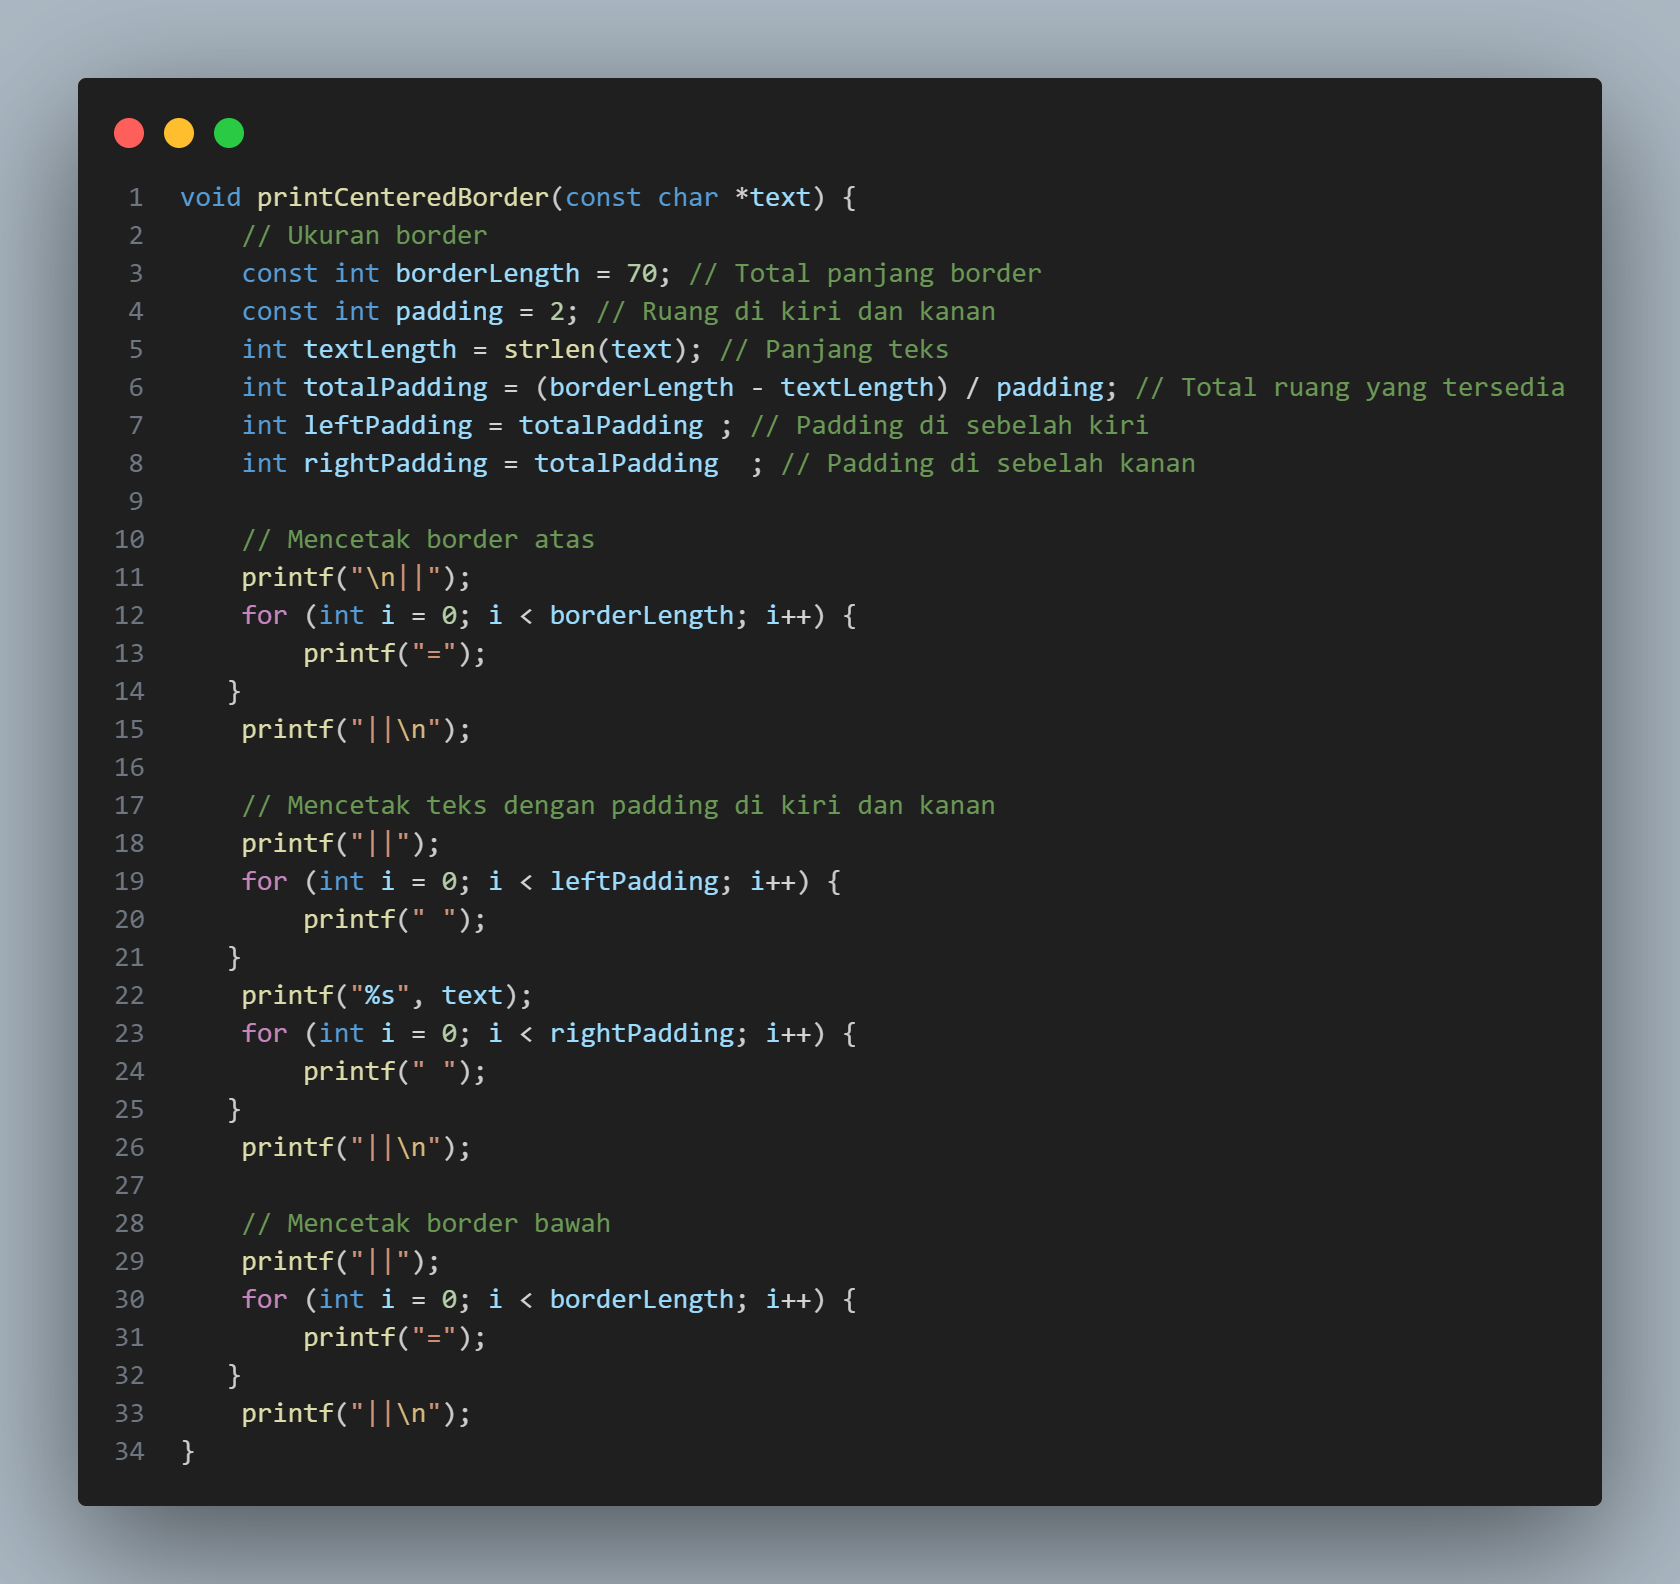 1 void printCenteredBorder(const char *text) {
2     // Ukuran border
3     const int borderLength = 70; // Total panjang border
4     const int padding = 2; // Ruang di kiri dan kanan
5     int textLength = strlen(text); // Panjang teks
6     int totalPadding = (borderLength - textLength) / padding; // Total ruang yang tersedia
7     int leftPadding = totalPadding ; // Padding di sebelah kiri
8     int rightPadding = totalPadding  ; // Padding di sebelah kanan
9
10     // Mencetak border atas
11     printf("\n||");
12     for (int i = 0; i < borderLength; i++) {
13         printf("=");
14    }
15     printf("||\n");
16
17     // Mencetak teks dengan padding di kiri dan kanan
18     printf("||");
19     for (int i = 0; i < leftPadding; i++) {
20         printf(" ");
21    }
22     printf("%s", text);
23     for (int i = 0; i < rightPadding; i++) {
24         printf(" ");
25    }
26     printf("||\n");
27
28     // Mencetak border bawah
29     printf("||");
30     for (int i = 0; i < borderLength; i++) {
31         printf("=");
32    }
33     printf("||\n");
34 }